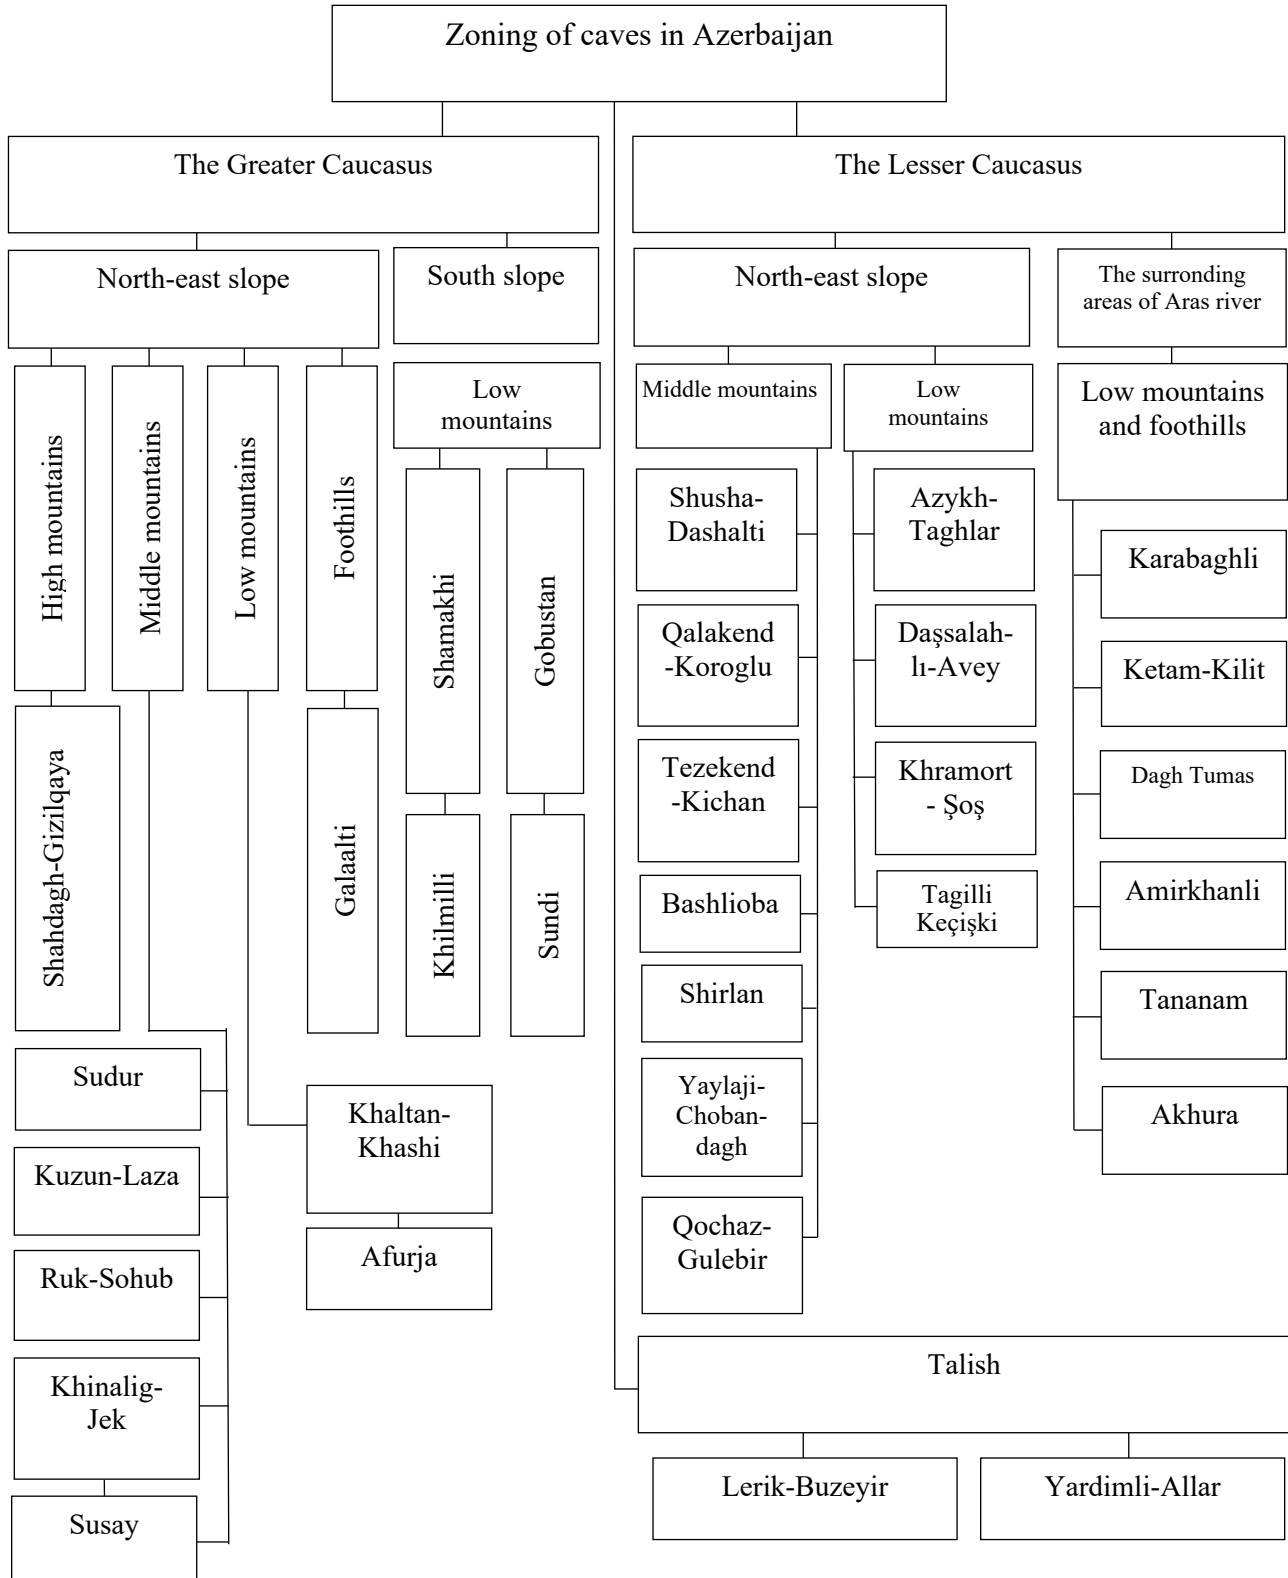 Zoning of caves in Azerbaijan
The Greater Caucasus
The Lesser Caucasus
North-east slope
South slope
North-east slope
The surronding
areas of Aras river
High mountains
Middle mountains
Low mountains
Foothills
Low
mountains
Middle mountains
Low
mountains
Low mountains
and foothills
Shahdagh-Gizilqaya
Galaalti
Shamakhi
Gobustan
Khilmilli
Sundi
Sudur
Kuzun-Laza
Ruk-Sohub
Khinalig-
Jek
Susay
Khaltan-
Khashi
Afurja
Shusha-
Dashalti
Qalakend
-Koroglu
Tezekend
-Kichan
Bashlioba
Shirlan
Yaylaji-
Choban-
dagh
Qochaz-
Gulebir
Azykh-
Taghlar
Daşsalah-
lı-Avey
Khramort
- Şoş
Tagilli
Keçişki
Karabaghli
Ketam-Kilit
Dagh Tumas
Amirkhanli
Tananam
Akhura
Talish
Lerik-Buzeyir
Yardimli-Allar